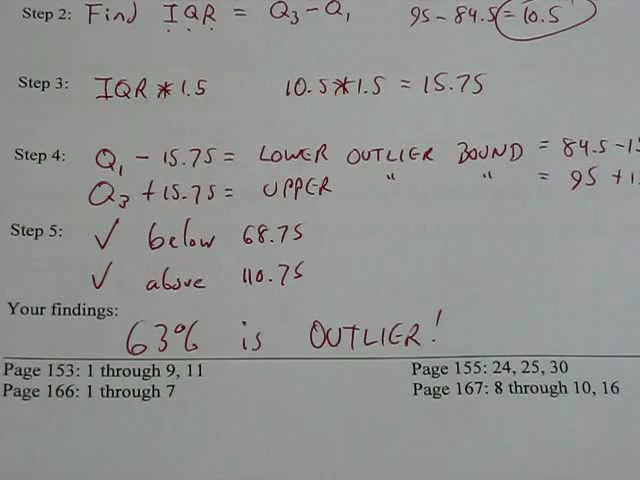 Step 2: Find IQR = Q3 - Q1 95 - 84.5 = 10.5
Step 3: IQR * 1.5 10.5 * 1.5 = 15.75
Step 4: Q1 - 15.75 = LOWER OUTLIER BOUND = 84.5 - 15
Q3 + 15.75 = UPPER " " = 95 + 1
Step 5: ✓ below 68.75
✓ above 110.75
Your findings:
63% is OUTLIER!
Page 153: 1 through 9, 11 Page 155: 24, 25, 30
Page 166: 1 through 7 Page 167: 8 through 10, 16